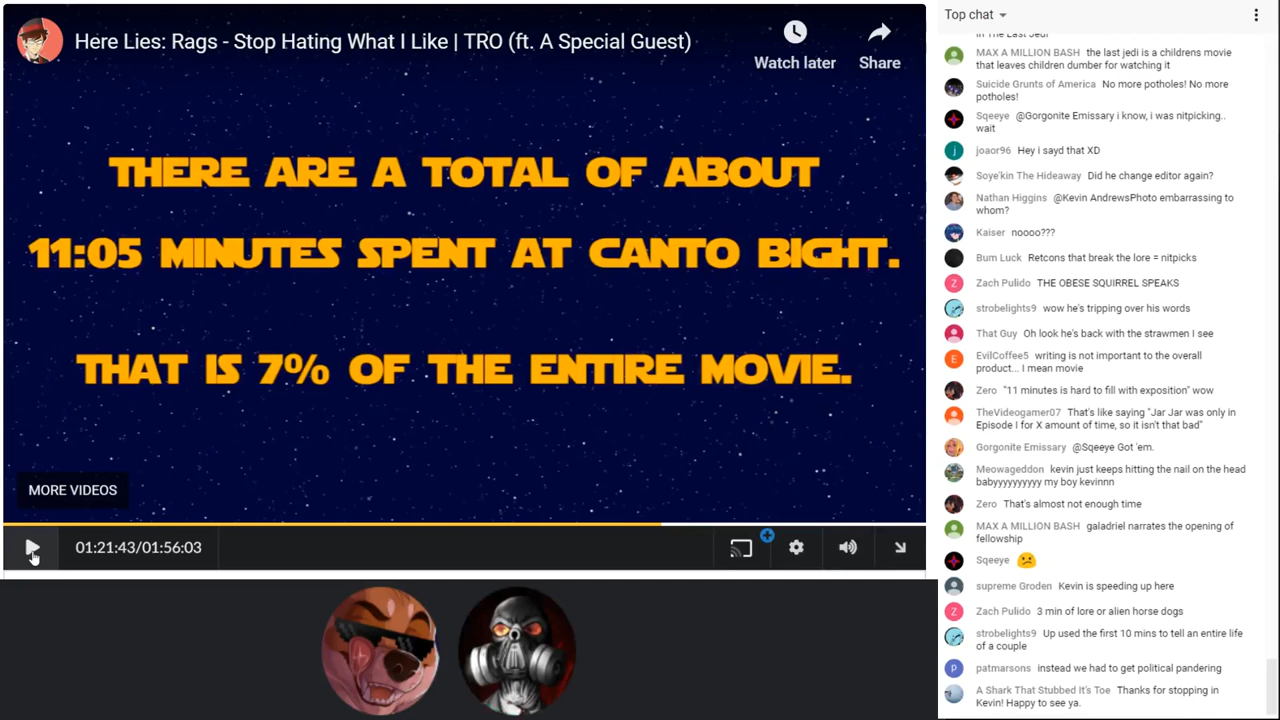 Here Lies: Rags - Stop Hating What I Like | TRO (ft. A Special Guest)
Watch later
Share
THERE ARE A TOTAL OF ABOUT
11:05 MINUTES SPENT AT CANTO BIGHT.
THAT IS 7% OF THE ENTIRE MOVIE.
MORE VIDEOS
01:21:43/01:56:03
Top chat
in The Last Jedi
MAX A MILLION BASH the last jedi is a childrens movie
that leaves children dumber for watching it
Suicide Grunts of America No more potholes! No more
potholes!
Sqeeye @Gorgonite Emissary i know, i was nitpicking..
wait
j
joaor96 Hey i sayd that XD
Soye'kin The Hideaway Did he change editor again?
Nathan Higgins @Kevin AndrewsPhoto embarrassing to
whom?
Kaiser noooo???
Bum Luck Retcons that break the lore = nitpicks
Z
Zach Pulido THE OBESE SQUIRREL SPEAKS
strobelights9 wow he's tripping over his words
That Guy Oh look he's back with the strawmen I see
E
EvilCoffee5 writing is not important to the overall
product... I mean movie
Zero "11 minutes is hard to fill with exposition" wow
TheVideogamer07 That's like saying "Jar Jar was only in
Episode I for X amount of time, so it isn't that bad"
Gorgonite Emissary @Sqeeye Got 'em.
Meowageddon kevin just keeps hitting the nail on the head
babyyyyyyyyy my boy kevinnn
Zero That's almost not enough time
MAX A MILLION BASH galadriel narrates the opening of
fellowship
Sqeeye 😕
supreme Groden Kevin is speeding up here
Z
Zach Pulido 3 min of lore or alien horse dogs
strobelights9 Up used the first 10 mins to tell an entire life
of a couple
p
patmarsons instead we had to get political pandering
A Shark That Stubbed It's Toe Thanks for stopping in
Kevin! Happy to see ya.